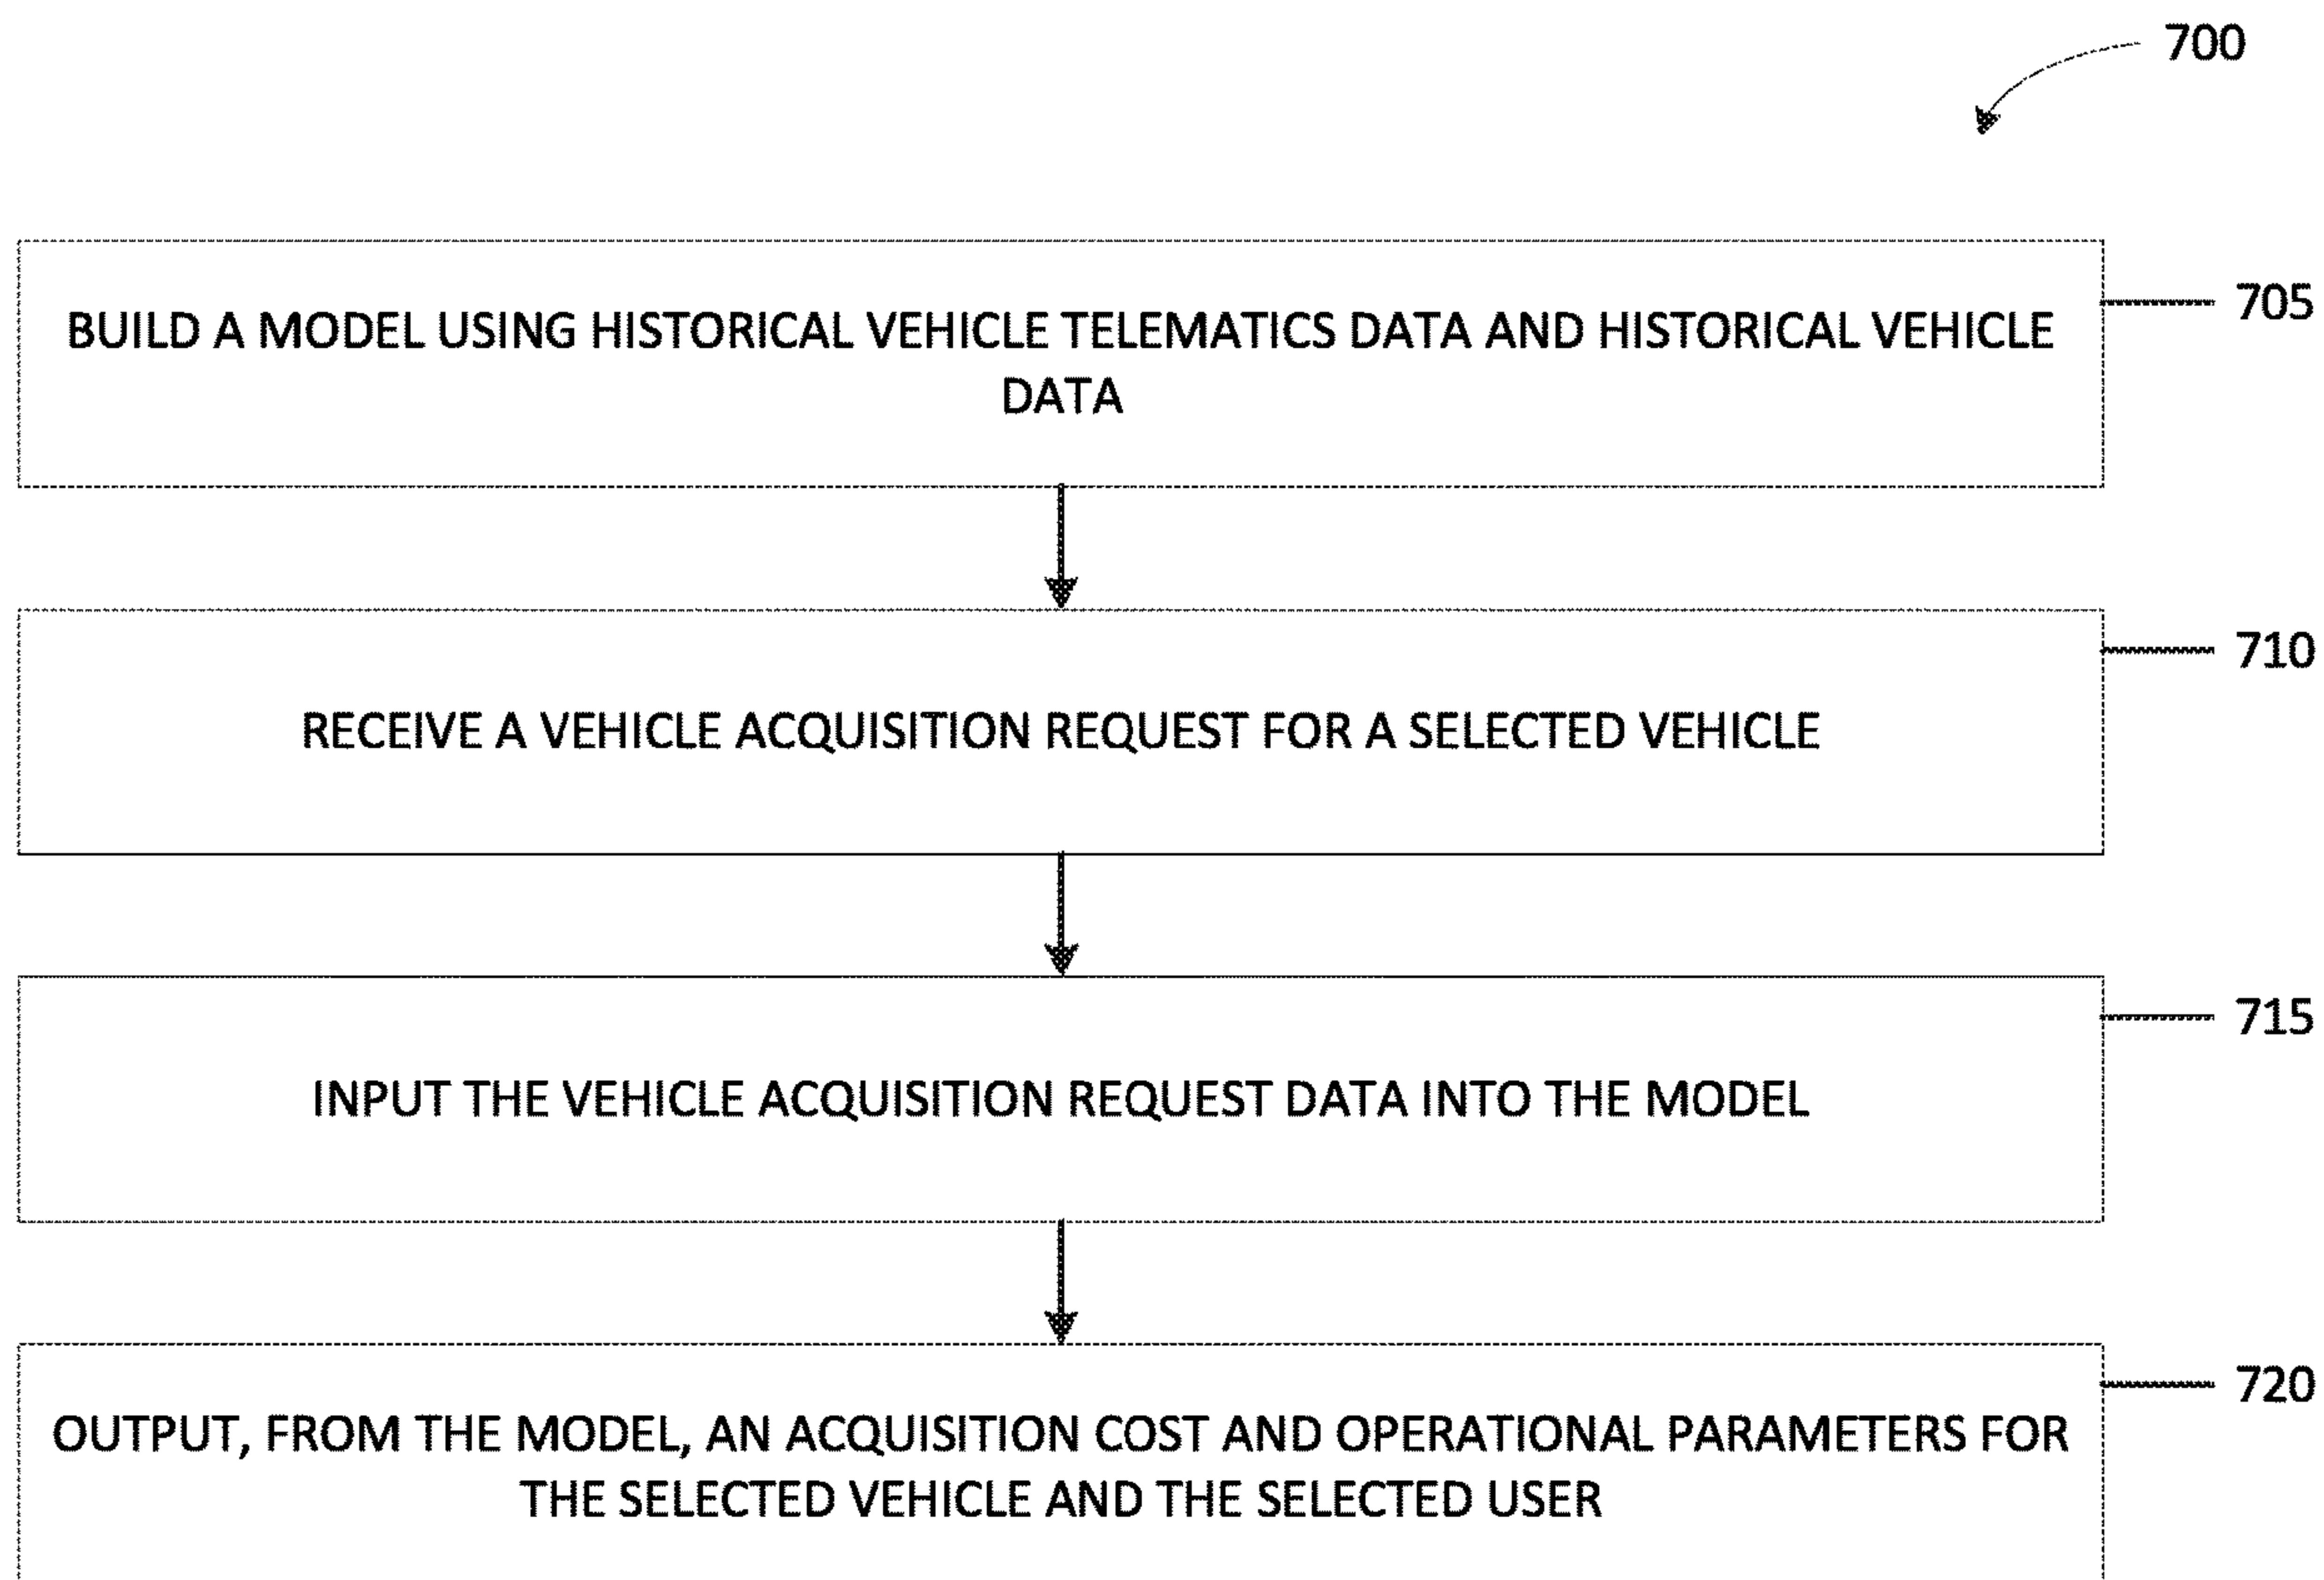 700
BUILD A MODEL USING HISTORICAL VEHICLE TELEMATICS DATA AND HISTORICAL VEHICLE
DATA
705
RECEIVE A VEHICLE ACQUISITION REQUEST FOR A SELECTED VEHICLE
710
INPUT THE VEHICLE ACQUISITION REQUEST DATA INTO THE MODEL
715
OUTPUT, FROM THE MODEL, AN ACQUISITION COST AND OPERATIONAL PARAMETERS FOR
THE SELECTED VEHICLE AND THE SELECTED USER
720